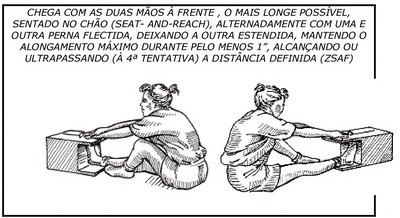 CHEGA COM AS DUAS MÃOS À FRENTE , O MAIS LONGE POSSÍVEL,
SENTADO NO CHÃO (SEAT- AND-REACH), ALTERNADAMENTE COM UMA E
OUTRA PERNA FLECTIDA, DEIXANDO A OUTRA ESTENDIDA, MANTENDO O
ALONGAMENTO MÁXIMO DURANTE PELO MENOS 1”, ALCANÇANDO OU
ULTRAPASSANDO (À 4ª TENTATIVA) A DISTÂNCIA DEFINIDA (ZSAF)